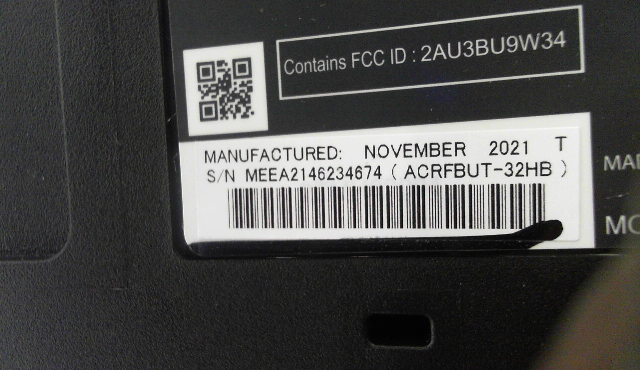 Contains FCC ID : 2AU3BU9W34
MANUFACTURED: NOVEMBER 2021 T
S/N MEEA2146234674 ( ACRFBUT-32HB )